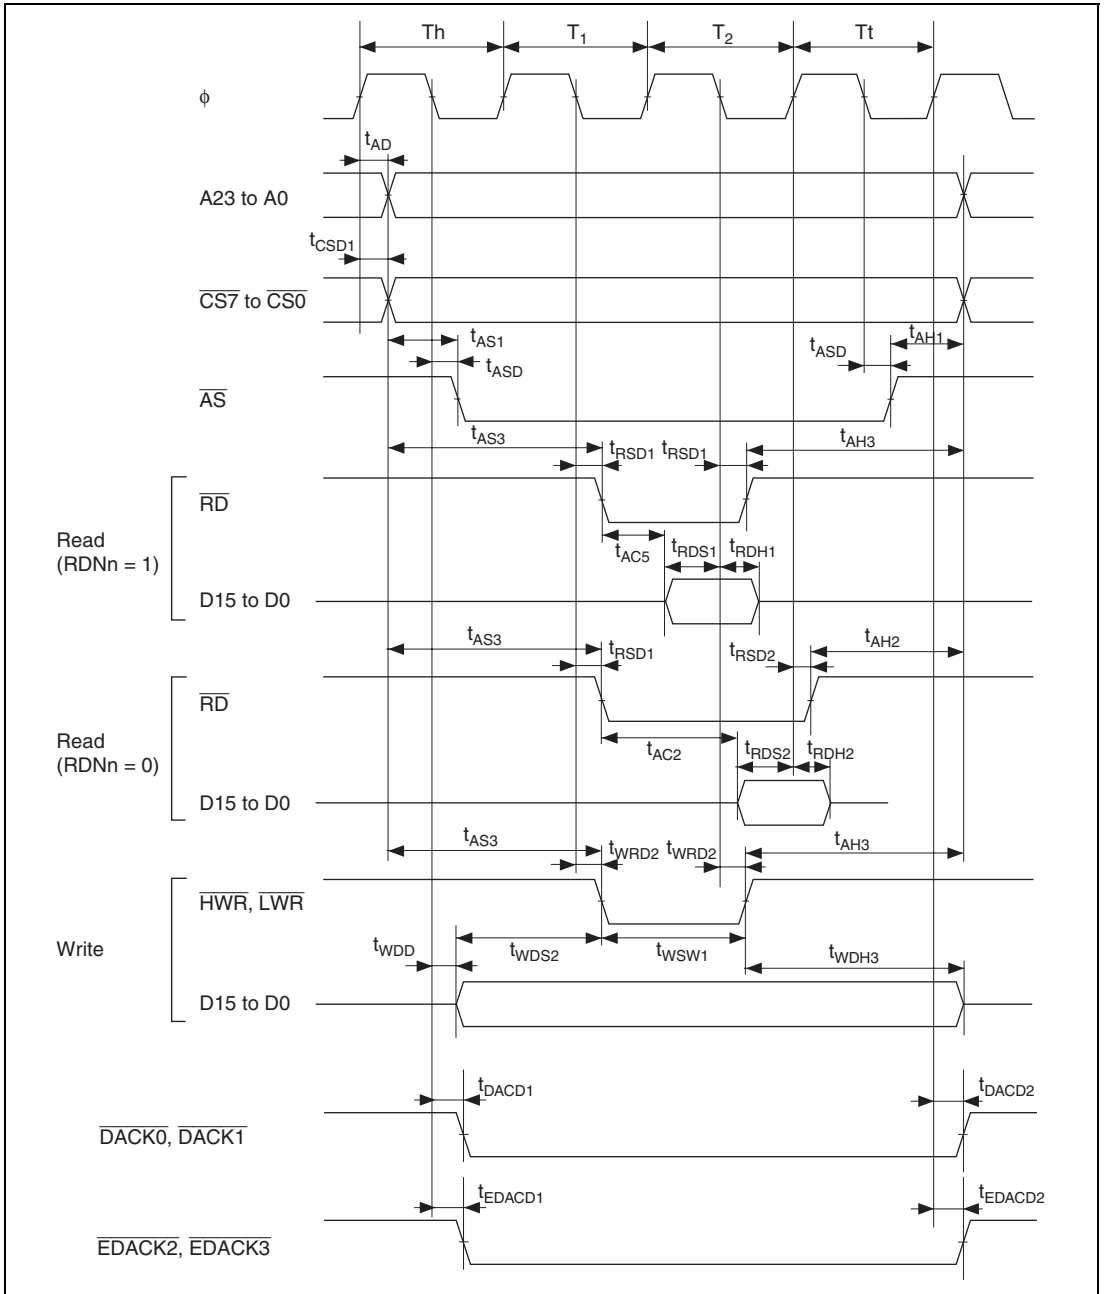 Th T1 T2 Tt
ϕ
tAD
A23 to A0
tCSD1
CS7 to CS0
tAS1 tASD tASD tAH1
AS
tAS3 tRSD1 tRSD1 tAH3
RD
Read
(RDNn = 1)
tAC5 tRDS1 tRDH1
D15 to D0
tAS3 tRSD1 tRSD2 tAH2
RD
Read
(RDNn = 0)
tAC2 tRDS2 tRDH2
D15 to D0
tAS3 tWRD2 tWRD2 tAH3
HWR, LWR
Write
tWDD tWDS2 tWSW1 tWDH3
D15 to D0
tDACD1 tDACD2
DACK0, DACK1
tEDACD1 tEDACD2
EDACK2, EDACK3